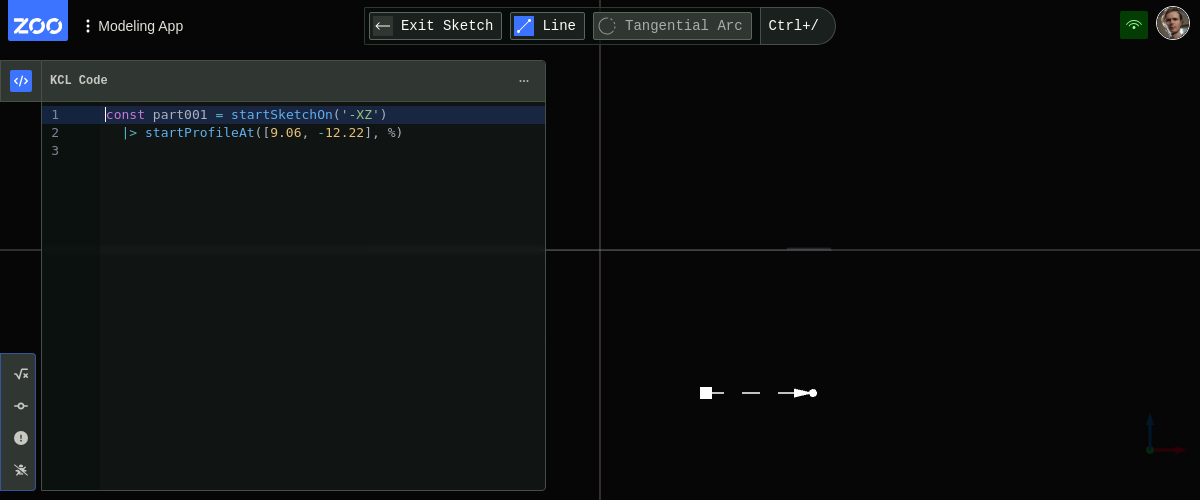 ZOO
Modeling App
Exit Sketch
Line
Tangential Arc
Ctrl+/
KCL Code
1 const part001 = startSketchOn('-XZ')
2 |> startProfileAt([9.06, -12.22], %)
3